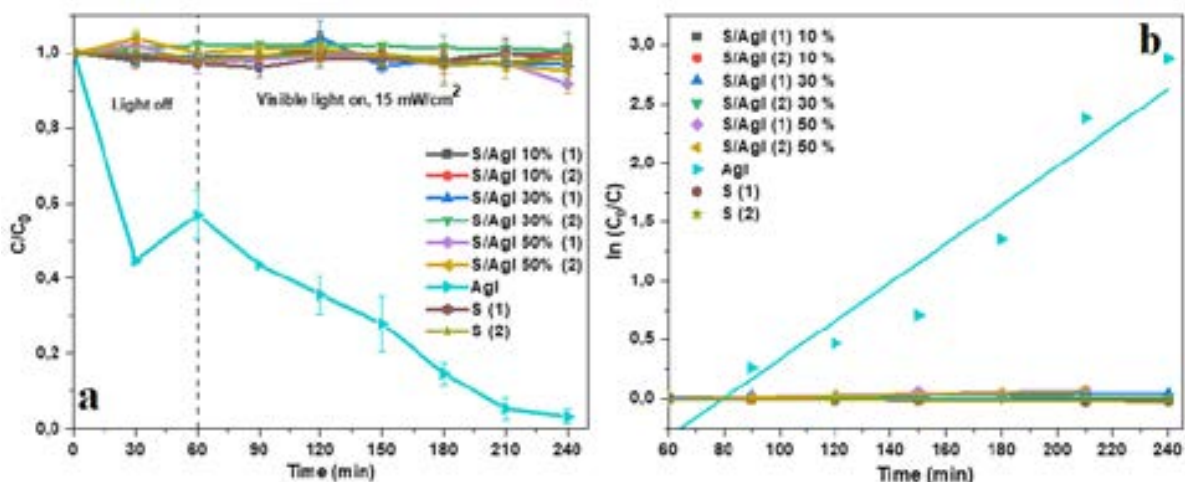 1,0
0,8
0,6
0,4
0,2
0,0
C/C₀
Light off
Visible light on, 15 mW/cm²
S/AgI 10% (1)
S/AgI 10% (2)
S/AgI 30% (1)
S/AgI 30% (2)
S/AgI 50% (1)
S/AgI 50% (2)
AgI
S (1)
S (2)
a
0 30 60 90 120 150 180 210 240
Time (min)
b
3,0
2,5
2,0
1,5
1,0
0,5
0,0
ln (C₀/C)
S/AgI (1) 10 %
S/AgI (2) 10 %
S/AgI (1) 30 %
S/AgI (2) 30 %
S/AgI (1) 50 %
S/AgI (2) 50 %
AgI
S (1)
S (2)
60 80 100 120 140 160 180 200 220 240
Time (min)